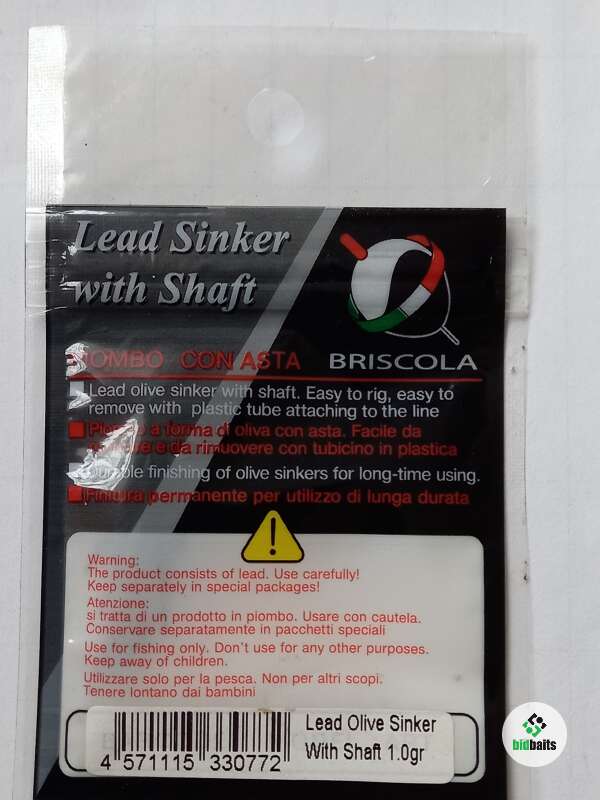 Lead Sinker
with Shaft
PIOMBO CON ASTA
BRISCOLA
Lead olive sinker with shaft. Easy to rig, easy to
remove with plastic tube attaching to the line
Piombo a forma di oliva con asta. Facile da
e da rimuovere con tubicino in plastica
Durable finishing of olive sinkers for long-time using.
Finitura permanente per utilizzo di lunga durata
Warning:
The product consists of lead. Use carefully!
Keep separately in special packages!
Atenzione:
si tratta di un prodotto in piombo. Usare con cautela.
Conservare separatamente in pacchetti speciali
Use for fishing only. Don't use for any other purposes.
Keep away of children.
Utilizzare solo per la pesca. Non per altri scopi.
Tenere lontano dai bambini
4 571115 330772
Lead Olive Sinker
With Shaft 1.0gr
bidbaits